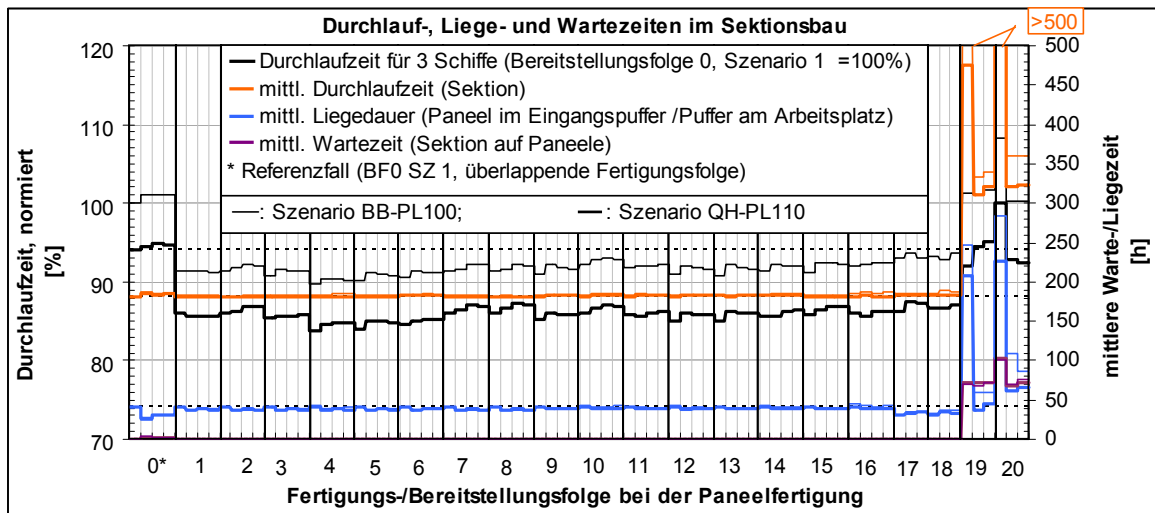 Durchlauf-, Liege- und Wartezeiten im Sektionsbau
>500
Durchlaufzeit für 3 Schiffe (Bereitstellungsfolge 0, Szenario 1 =100%)
mittl. Durchlaufzeit (Sektion)
mittl. Liegedauer (Paneel im Eingangspuffer /Puffer am Arbeitsplatz)
mittl. Wartezeit (Sektion auf Paneele)
* Referenzfall (BF0 SZ 1, überlappende Fertigungsfolge)
: Szenario BB-PL100;
: Szenario QH-PL110
Durchlaufzeit, normiert
[%]
120
110
100
90
80
70
500
450
400
350
300
250
200
150
100
50
0
mittlere Warte-/Liegezeit
[h]
0* 1 2 3 4 5 6 7 8 9 10 11 12 13 14 15 16 17 18 19 20
Fertigungs-/Bereitstellungsfolge bei der Paneelfertigung